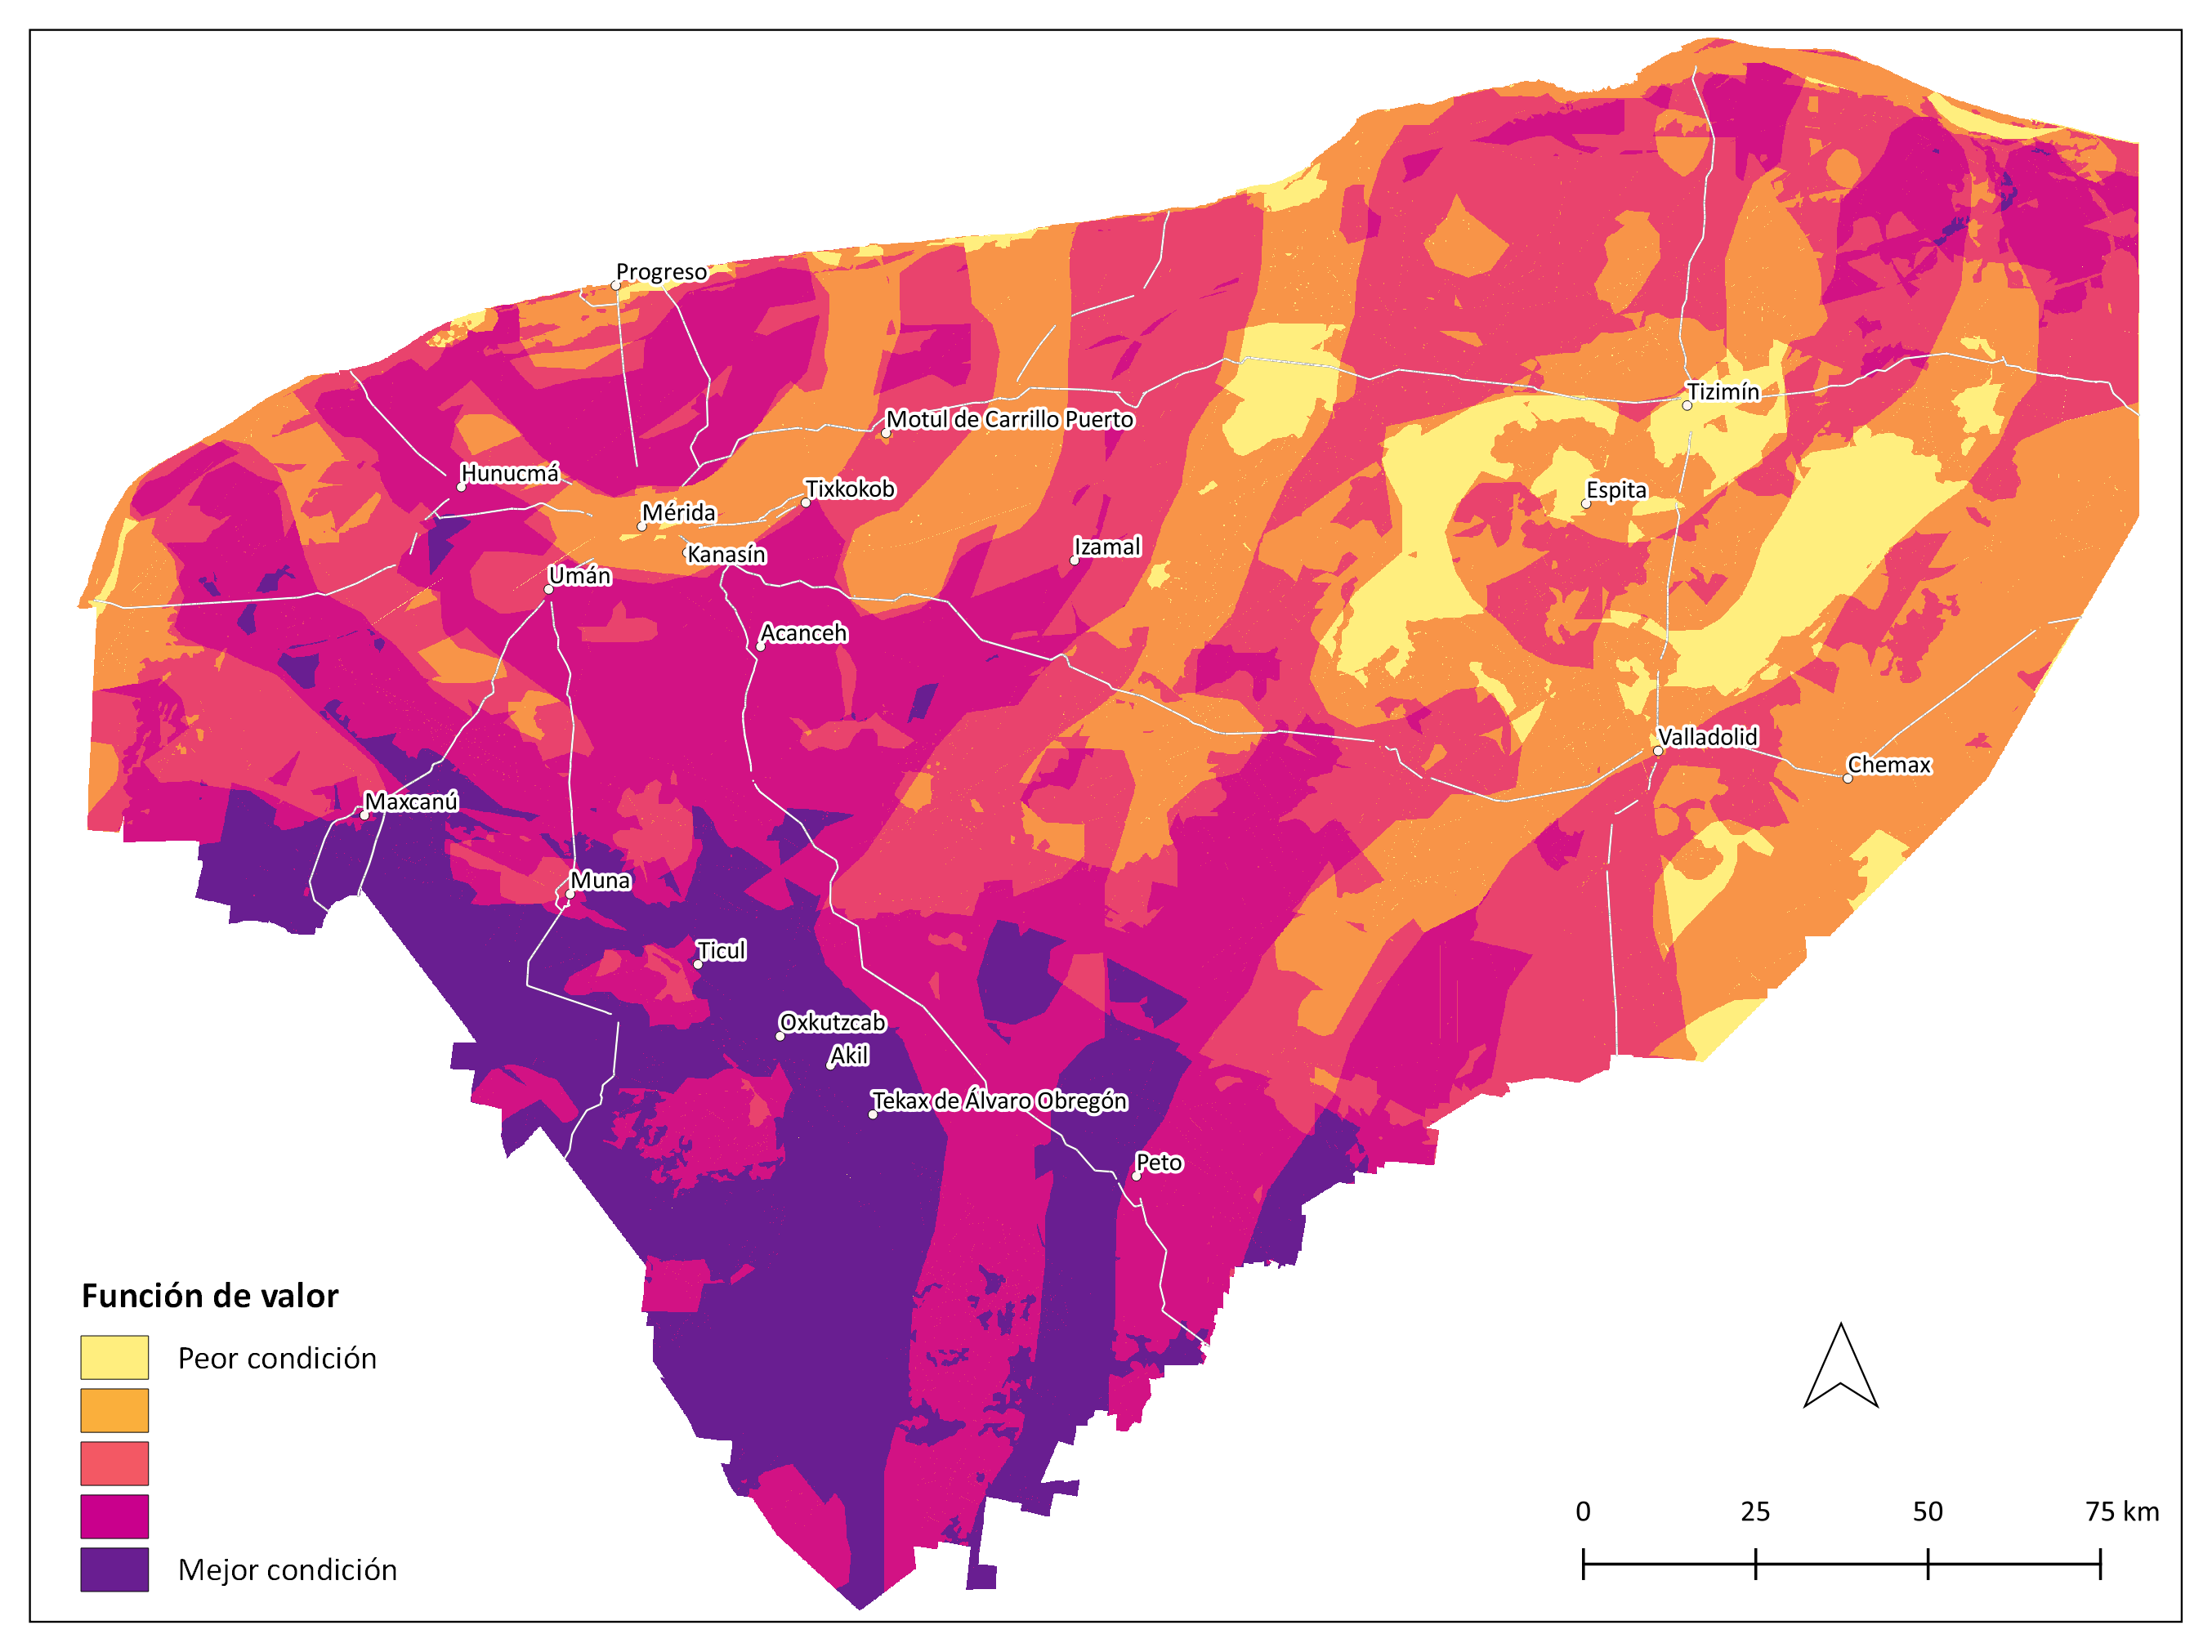 Progreso
Tizimín
Motul de Carrillo Puerto
Hunucmá
Tixkokob
Espita
Mérida
Izamal
Kanasín
Umán
Acanceh
Valladolid
Chemax
Maxcanú
Muna
Ticul
Oxkutzcab
Akil
Tekax de Álvaro Obregón
Peto
Función de valor
Peor condición
Mejor condición
0 25 50 75 km